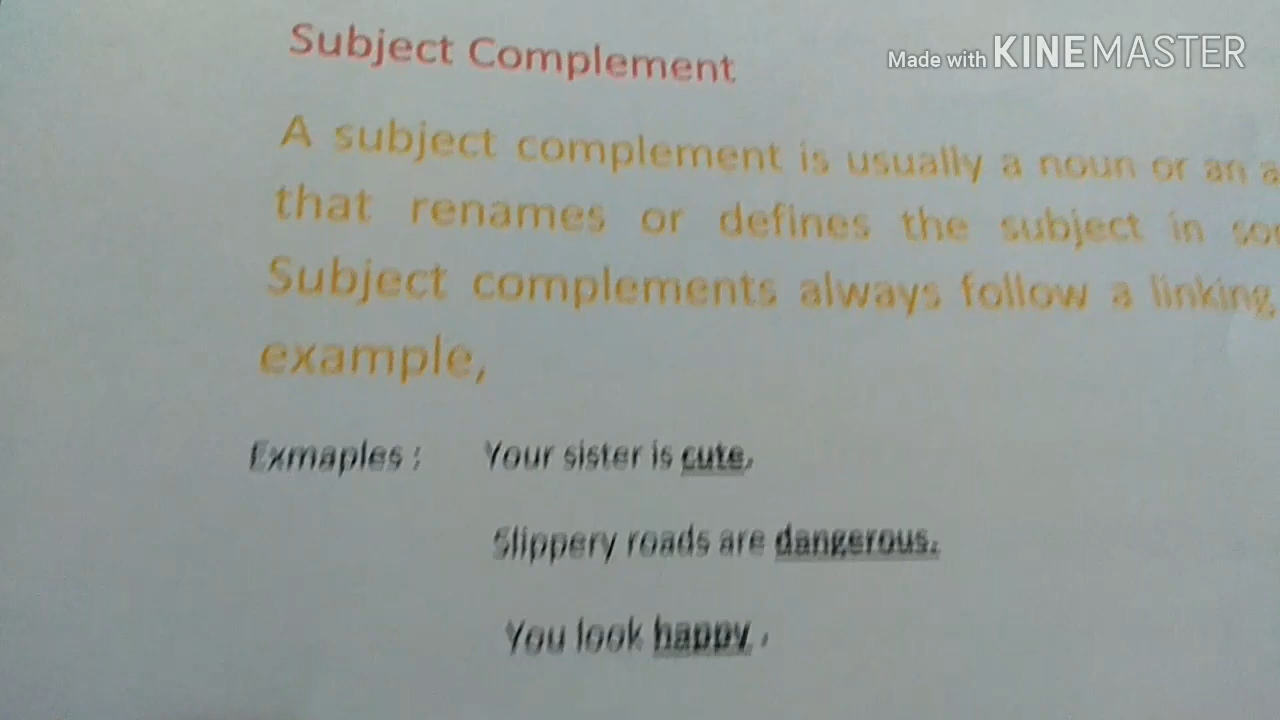 Subject Complement
Made with KINEMASTER
A subject complement is usually a noun or an a
that renames or defines the subject in
Subject complements always follow a linking
example,
Exmaples : Your sister is cute.
Slippery roads are dangerous.
You look happy .